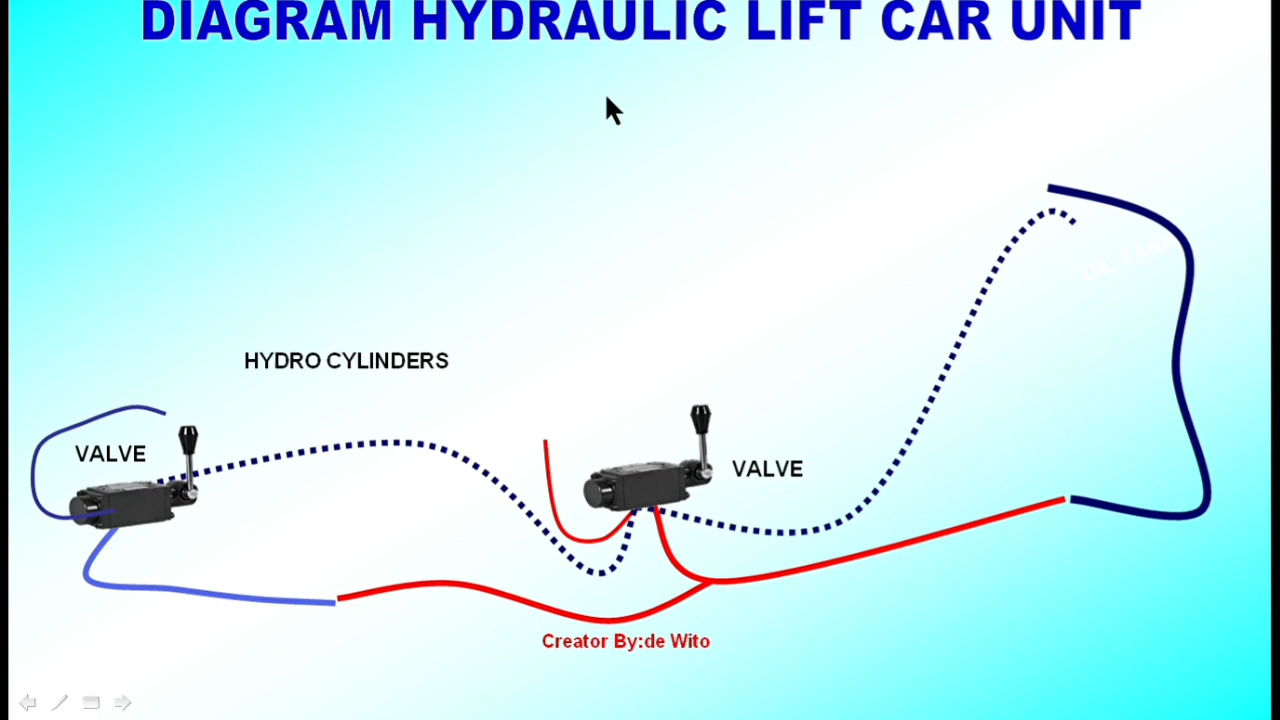 DIAGRAM HYDRAULIC LIFT CAR UNIT
HYDRO CYLINDERS
VALVE
VALVE
Creator By:de Wito